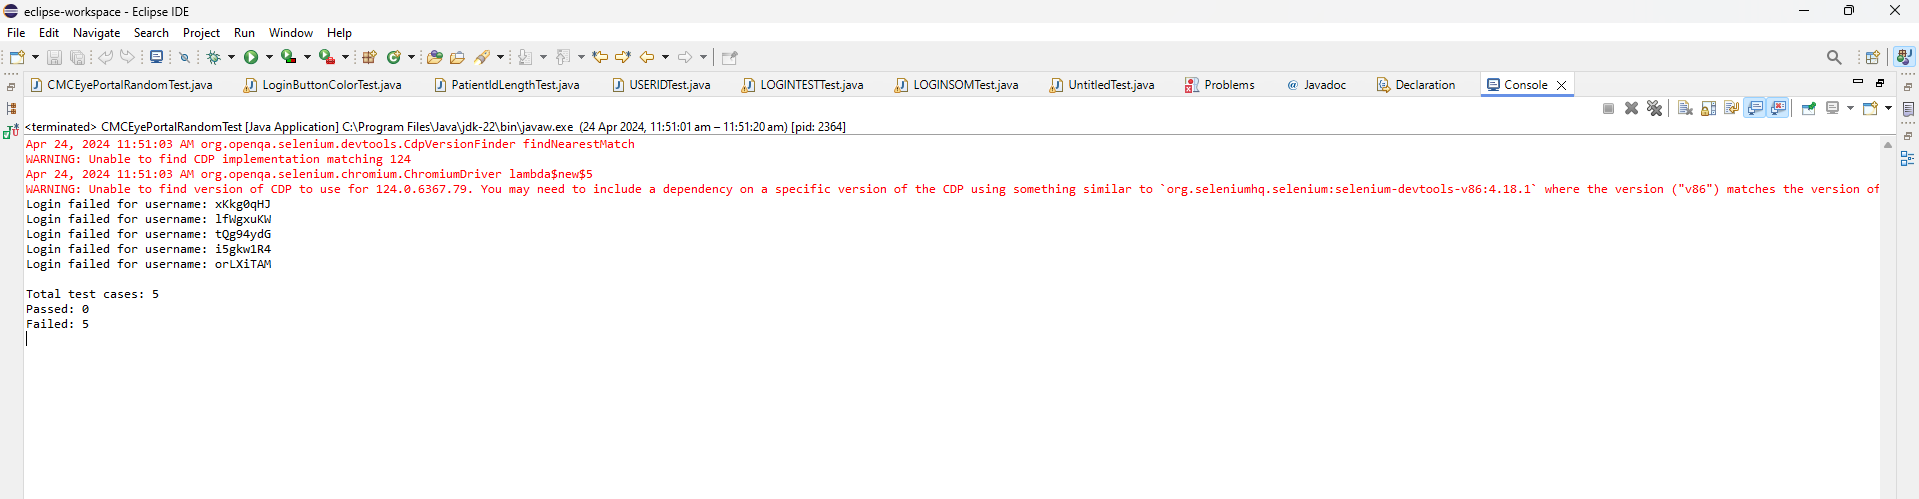 eclipse-workspace - Eclipse IDE
File Edit Navigate Search Project Run Window Help
CMCEyePortalRandomTest.java LoginButtonColorTest.java PatientIdLengthTest.java USERIDTest.java LOGINTESTTest.java LOGINSOMTest.java UntitledTest.java Problems @ Javadoc Declaration Console
<terminated> CMCEyePortalRandomTest [Java Application] C:\Program Files\Java\jdk-22\bin\javaw.exe (24 Apr 2024, 11:51:01 am – 11:51:20 am) [pid: 2364]
Apr 24, 2024 11:51:03 AM org.openqa.selenium.devtools.CdpVersionFinder findNearestMatch
WARNING: Unable to find CDP implementation matching 124
Apr 24, 2024 11:51:03 AM org.openqa.selenium.chromium.ChromiumDriver lambda$new$5
WARNING: Unable to find version of CDP to use for 124.0.6367.79. You may need to include a dependency on a specific version of the CDP using something similar to `org.seleniumhq.selenium:selenium-devtools-v86:4.18.1` where the version ("v86") matches the version of
Login failed for username: xKkg0qHJ
Login failed for username: lfWgxuKW
Login failed for username: tQg94ydG
Login failed for username: i5gkw1R4
Login failed for username: orLXiTAM
Total test cases: 5
Passed: 0
Failed: 5